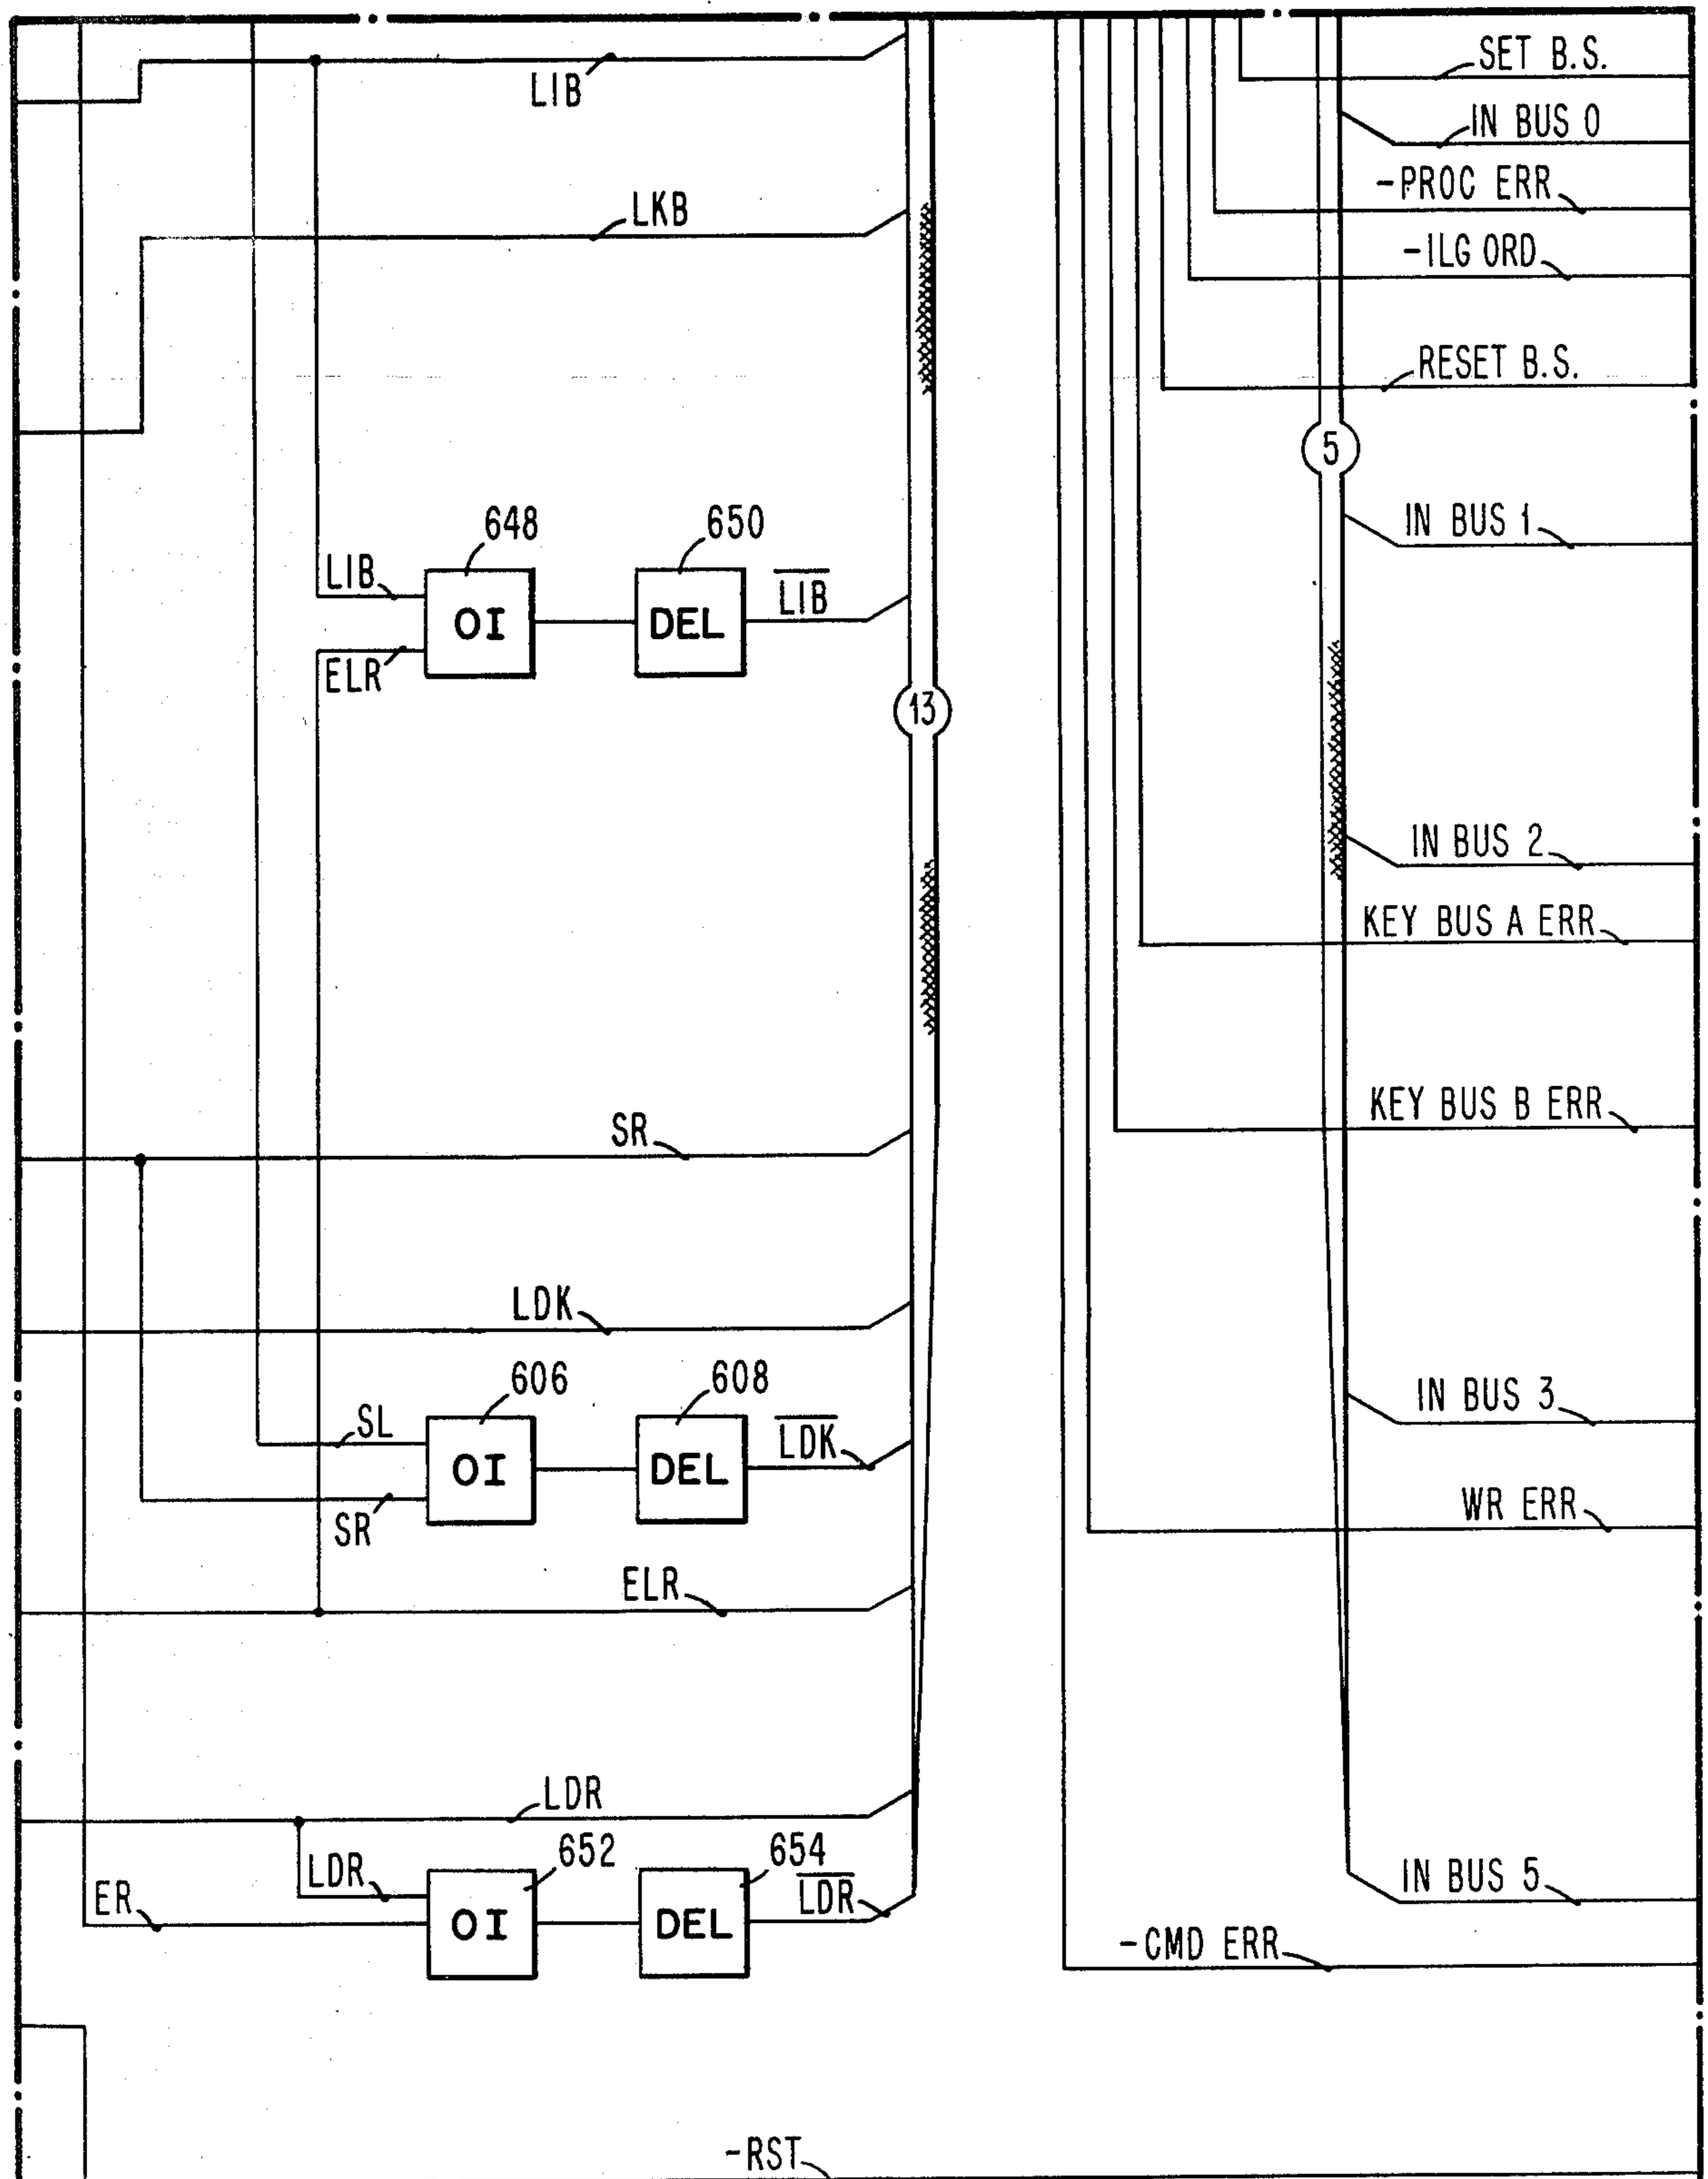 SET B.S.
LIB
IN BUS 0
-PROC ERR
LKB
-ILG ORD
RESET B.S.
5
648
650
IN BUS 1
LIB
L̅I̅B̅
OI
DEL
ELR
13
IN BUS 2
KEY BUS A ERR
KEY BUS B ERR
SR
LDK
606
608
IN BUS 3
SL
L̅D̅K̅
OI
DEL
WR ERR
SR
ELR
LDR
652
654
LDR
L̅D̅R̅
IN BUS 5
ER
OI
DEL
-CMD ERR
-RST